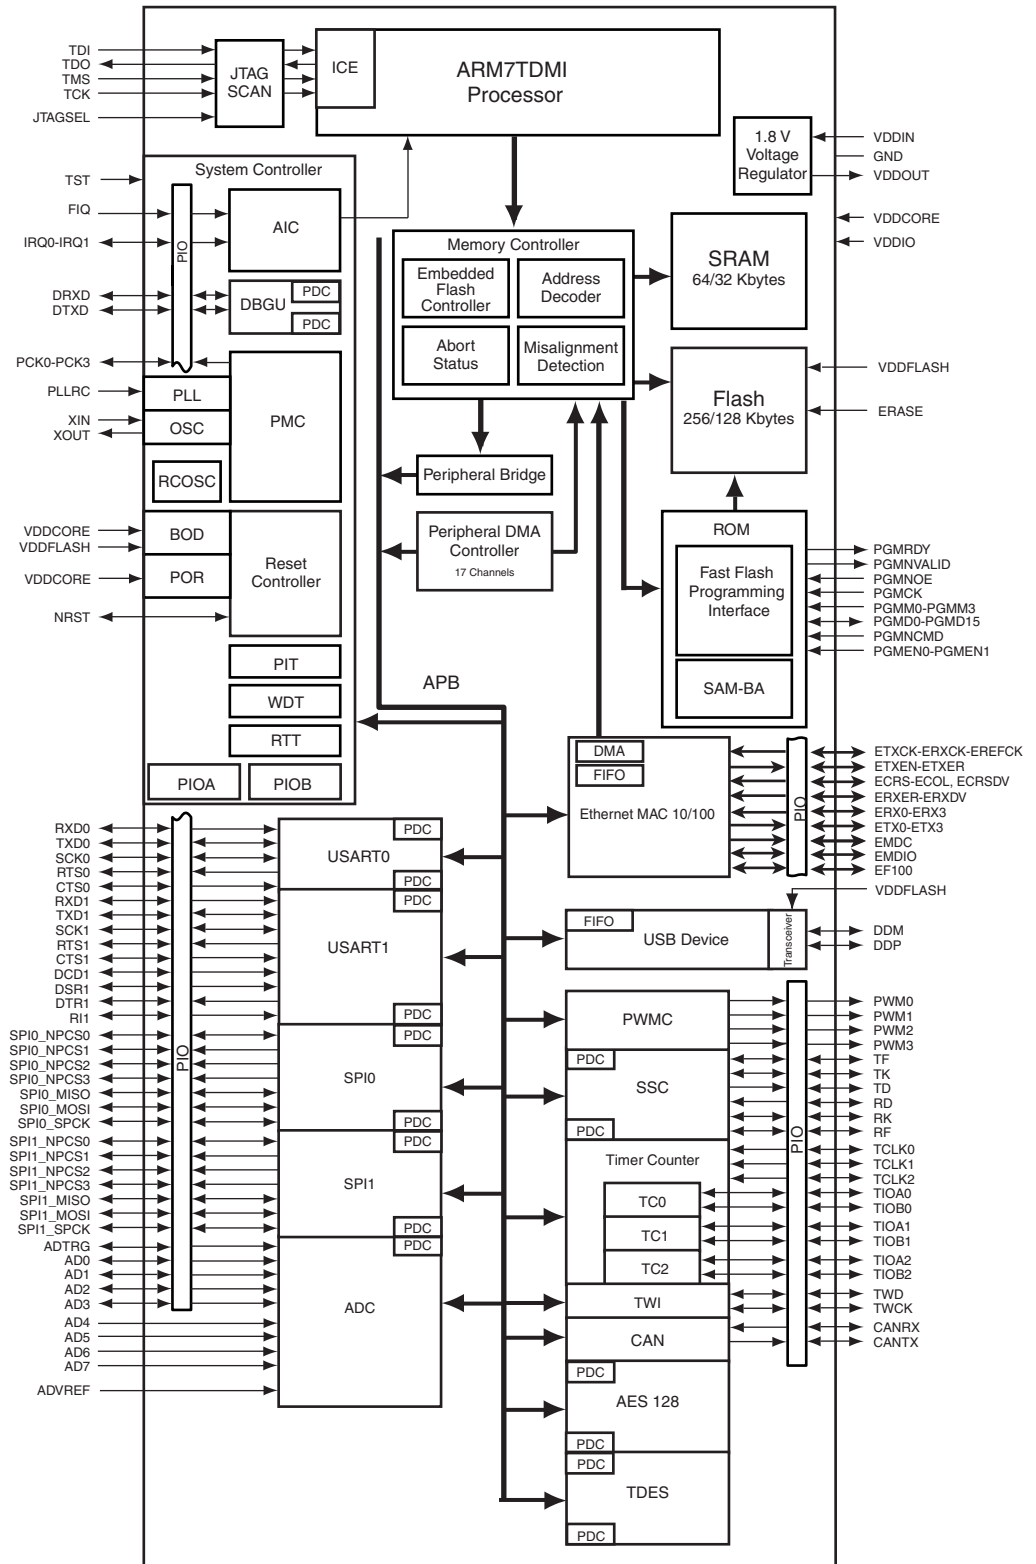 TDI
TDO
TMS
TCK
JTAGSEL
JTAG
SCAN
ICE
ARM7TDMI
Processor
1.8 V
Voltage
Regulator
VDDIN
GND
VDDOUT
VDDCORE
VDDIO
System Controller
TST
FIQ
IRQ0-IRQ1
PIO
AIC
DRXD
DTXD
DBGU
PDC
PDC
PCK0-PCK3
PLLRC
PLL
XIN
XOUT
OSC
PMC
RCOSC
VDDCORE
VDDFLASH
BOD
VDDCORE
POR
Reset
Controller
NRST
PIT
WDT
RTT
PIOA
PIOB
Memory Controller
Embedded
Flash
Controller
Address
Decoder
Abort
Status
Misalignment
Detection
SRAM
64/32 Kbytes
Flash
256/128 Kbytes
VDDFLASH
ERASE
Peripheral Bridge
Peripheral DMA
Controller
17 Channels
ROM
Fast Flash
Programming
Interface
SAM-BA
PGMRDY
PGMNVALID
PGMNOE
PGMCK
PGMM0-PGMM3
PGMD0-PGMD15
PGMNCMD
PGMEN0-PGMEN1
APB
DMA
FIFO
Ethernet MAC 10/100
PIO
ETXCK-ERXCK-EREFCK
ETXEN-ETXER
ECRS-ECOL, ECRSDV
ERXER-ERXDV
ERX0-ERX3
ETX0-ETX3
EMDC
EMDIO
EF100
VDDFLASH
FIFO
USB Device
Transceiver
DDM
DDP
RXD0
TXD0
SCK0
RTS0
CTS0
RXD1
TXD1
SCK1
RTS1
CTS1
DCD1
DSR1
DTR1
RI1
SPI0_NPCS0
SPI0_NPCS1
SPI0_NPCS2
SPI0_NPCS3
SPI0_MISO
SPI0_MOSI
SPI0_SPCK
SPI1_NPCS0
SPI1_NPCS1
SPI1_NPCS2
SPI1_NPCS3
SPI1_MISO
SPI1_MOSI
SPI1_SPCK
ADTRG
AD0
AD1
AD2
AD3
AD4
AD5
AD6
AD7
ADVREF
PIO
PDC
USART0
PDC
PDC
USART1
PDC
PDC
SPI0
PDC
PDC
SPI1
PDC
PDC
ADC
PWMC
PDC
SSC
PDC
Timer Counter
TC0
TC1
TC2
TWI
CAN
PDC
AES 128
PDC
PDC
TDES
PDC
PIO
PWM0
PWM1
PWM2
PWM3
TF
TK
TD
RD
RK
RF
TCLK0
TCLK1
TCLK2
TIOA0
TIOB0
TIOA1
TIOB1
TIOA2
TIOB2
TWD
TWCK
CANRX
CANTX